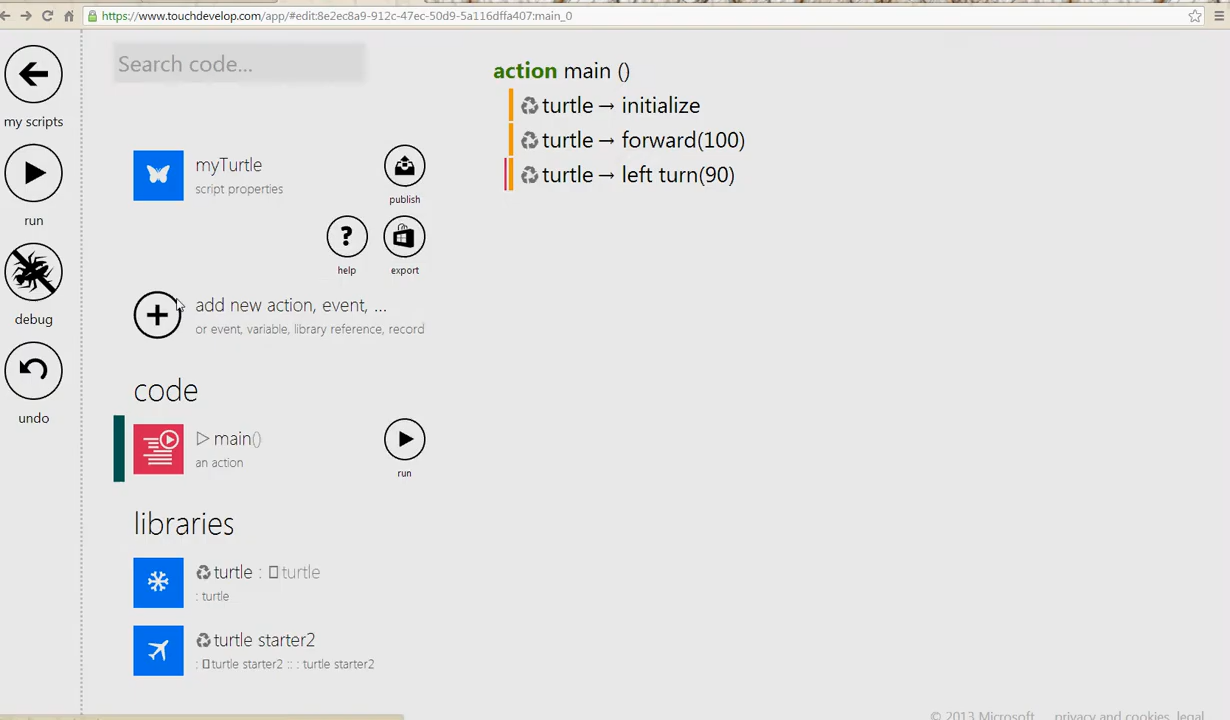 https://www.touchdevelop.com/app/#edit:8e2ec8a9-912c-47ec-50d9-5a116dffa407:main_0
my scripts
run
debug
undo
Search code...
myTurtle
script properties
publish
?
help
export
add new action, event, ...
or event, variable, library reference, record
code
main()
an action
run
libraries
turtle : turtle
: turtle
turtle starter2
: turtle starter2 :: : turtle starter2
action main ()
turtle → initialize
turtle → forward(100)
turtle → left turn(90)
© 2013 Microsoft privacy and cookies legal